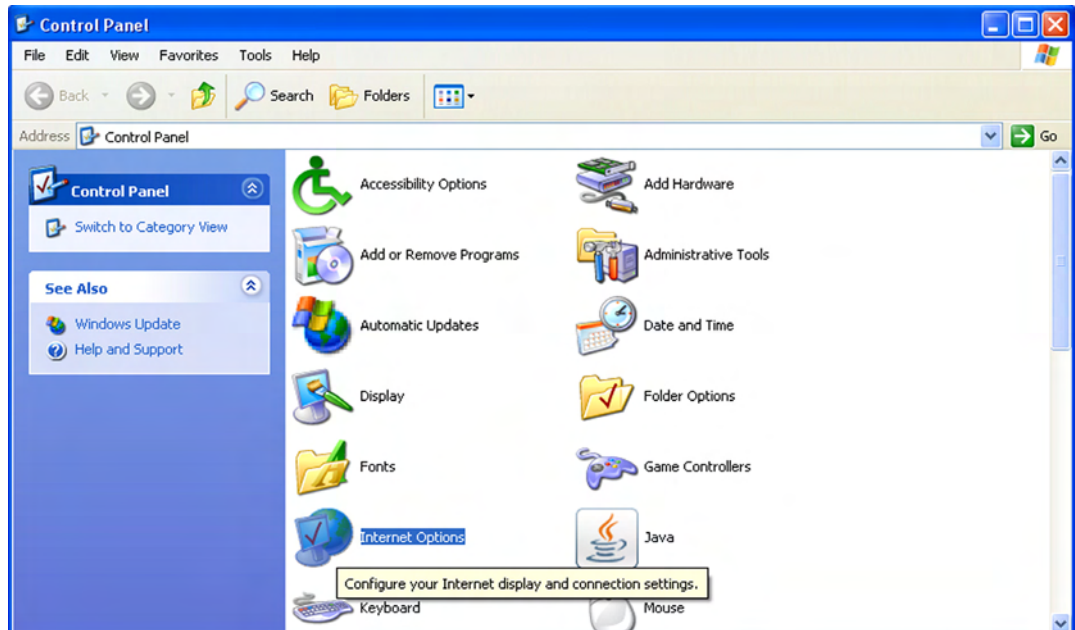 Control Panel
File Edit View Favorites Tools Help
Back Search Folders
Address Control Panel Go
Control Panel
Switch to Category View
See Also
Windows Update
Help and Support
Accessibility Options
Add Hardware
Add or Remove Programs
Administrative Tools
Automatic Updates
Date and Time
Display
Folder Options
Fonts
Game Controllers
Internet Options
Java
Configure your Internet display and connection settings.
Keyboard
Mouse